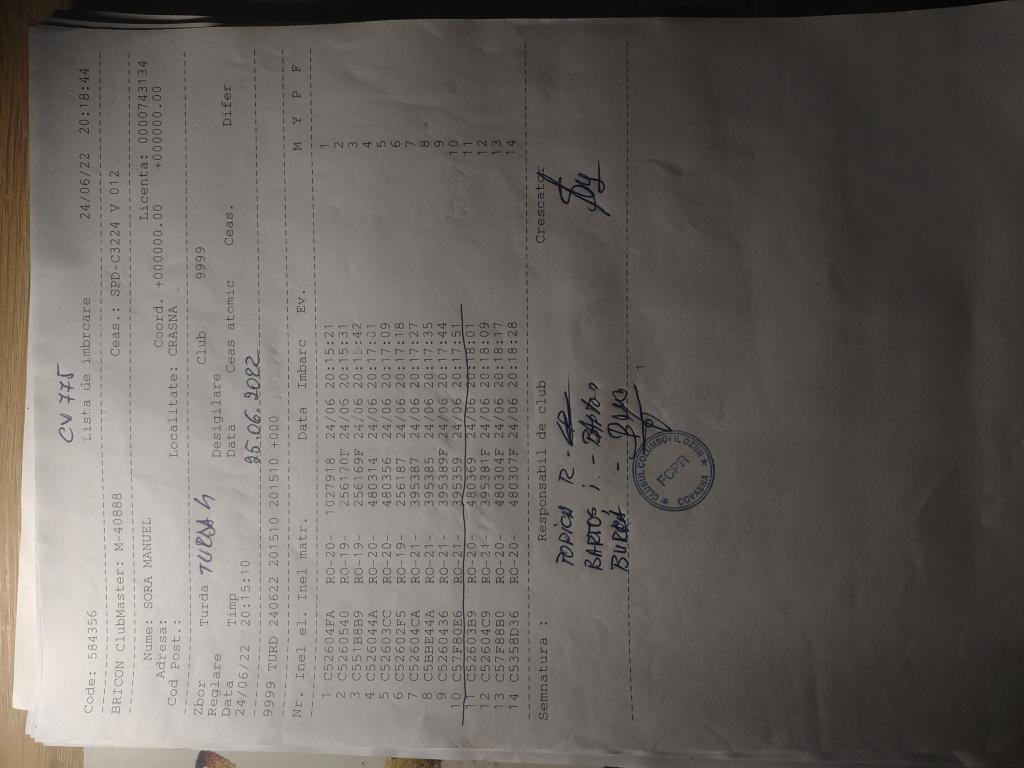 CV 775
Lista de imbrcare 24/06/22 20:18:44
Code: 584356
BRICON ClubMaster: M-40888 Ceas.: SPD-C3224 V 012
Nume: SORA MANUEL Licenta: 0000743134
Adresa: Localitate: CRASNA Coord. +000000.00 +000000:00
Cod Post.:
Zbor Turda TURDA 4 Club 9999
Reglare Desigilare
Data Timp Data Ceas atomic Ceas. Difer
24/06/22 20:15:10 25.06.2022
9999 TURD 240622 201510 201510 +000
Nr. Inel el. Inel matr. Data Imbarc Ev. M Y P F
1 C52604FA RO-20- 1027918 24/06 20:15:21 1
2 C5260540 RO-19- 256170F 24/06 20:15:31 2
3 C551B8B9 RO-19- 256169F 24/06 20:15:42 3
4 C526044A RO-20- 480314 24/06 20:17:01 4
5 C52603CC RO-20- 480356 24/06 20:17:09 5
6 C52602F5 RO-19- 256187 24/06 20:17:18 6
7 C52604CA RO-21- 395387 24/06 20:17:27 7
8 C5BBE44A RO-21- 395385 24/06 20:17:35 8
9 C5260436 RO-21- 395389F 24/06 20:17:44 9
10 C57F80E6 RO-21- 395359 24/06 20:17:51 10
11 C52603B9 RO-20- 480369 24/06 20:18:01 11
12 C52604C9 RO-21- 395381F 24/06 20:18:09 12
13 C57F88B0 RO-20- 480304F 24/06 20:18:17 13
14 C5358D36 RO-20- 480307F 24/06 20:18:28 14
Semnatura : Responsabil de club Crescator
POPICA R -
BARTOS i. -
BURCĂ -
1
CLUBUL COLUMBOFIL OZUN
FCPR
COVASNA